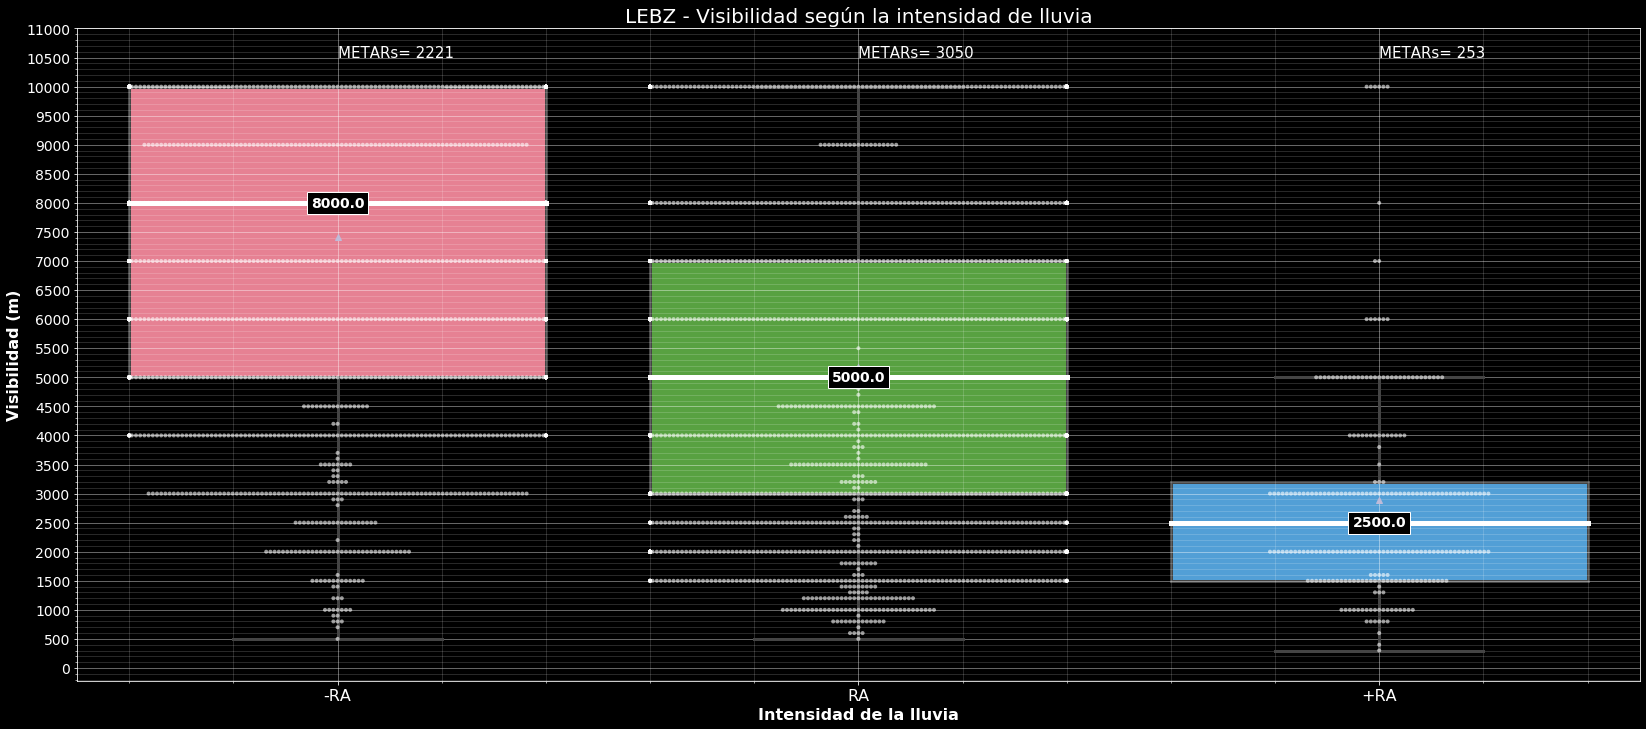 LEBZ - Visibilidad según la intensidad de lluvia
METARs= 2221
METARs= 3050
METARs= 253
11000
10500
10000
9500
9000
8500
8000
7500
7000
6500
6000
5500
5000
4500
4000
3500
3000
2500
2000
1500
1000
500
0
Visibilidad (m)
8000.0
5000.0
2500.0
-RA
RA
+RA
Intensidad de la lluvia